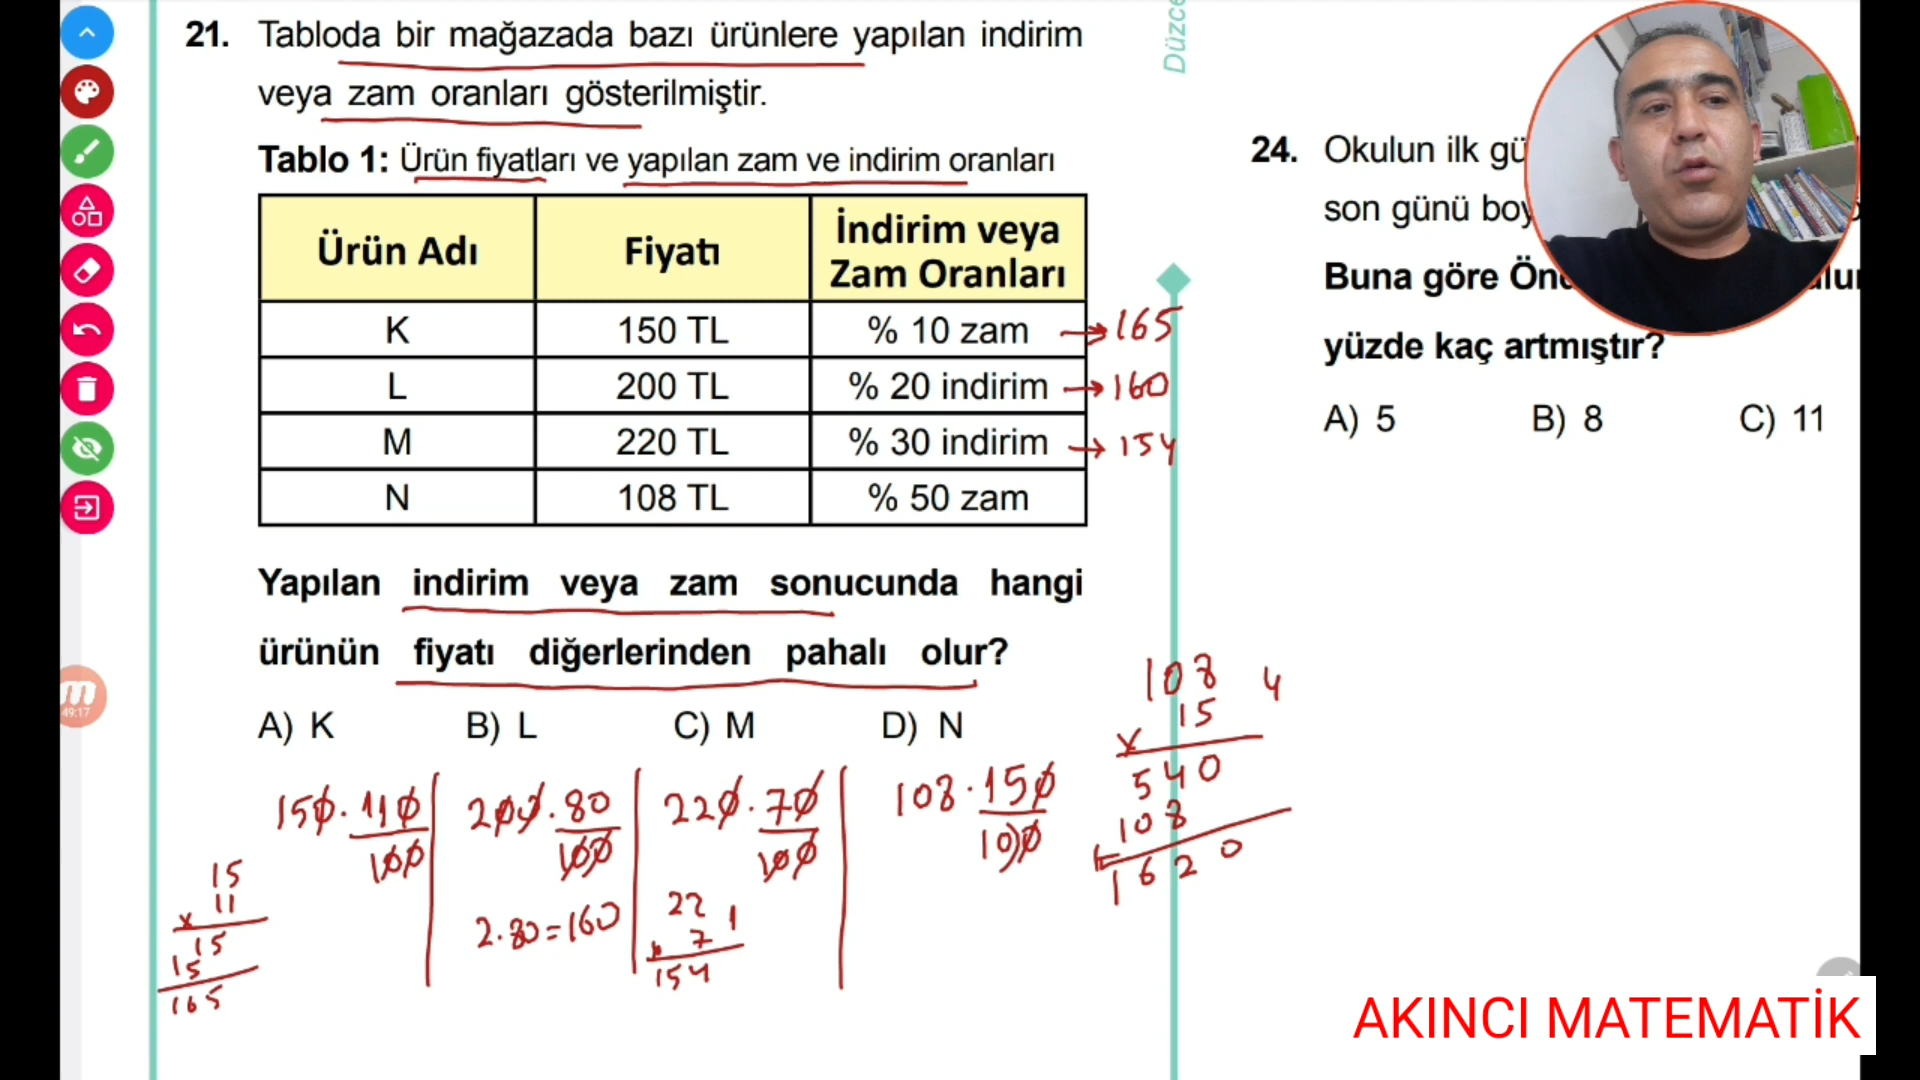 21. Tabloda bir mağazada bazı ürünlere yapılan indirim
veya zam oranları gösterilmiştir.
Tablo 1: Ürün fiyatları ve yapılan zam ve indirim oranları
Ürün Adı Fiyatı İndirim veya Zam Oranları
K 150 TL % 10 zam → 165
L 200 TL % 20 indirim → 160
M 220 TL % 30 indirim → 154
N 108 TL % 50 zam
Yapılan indirim veya zam sonucunda hangi
ürünün fiyatı diğerlerinden pahalı olur?
A) K B) L C) M D) N
150 · 110/100
15
x 11
15
15
165
200 · 80/100
2·80=160
220 · 70/100
22 1
x 7
154
108 · 150/100
108 4
x 15
540
+ 108
1620
Düzce
24. Okulun ilk
son günü
Buna göre
yüzde kaç artmıştır?
A) 5 B) 8 C) 11
49:17
AKINCI MATEMATİK